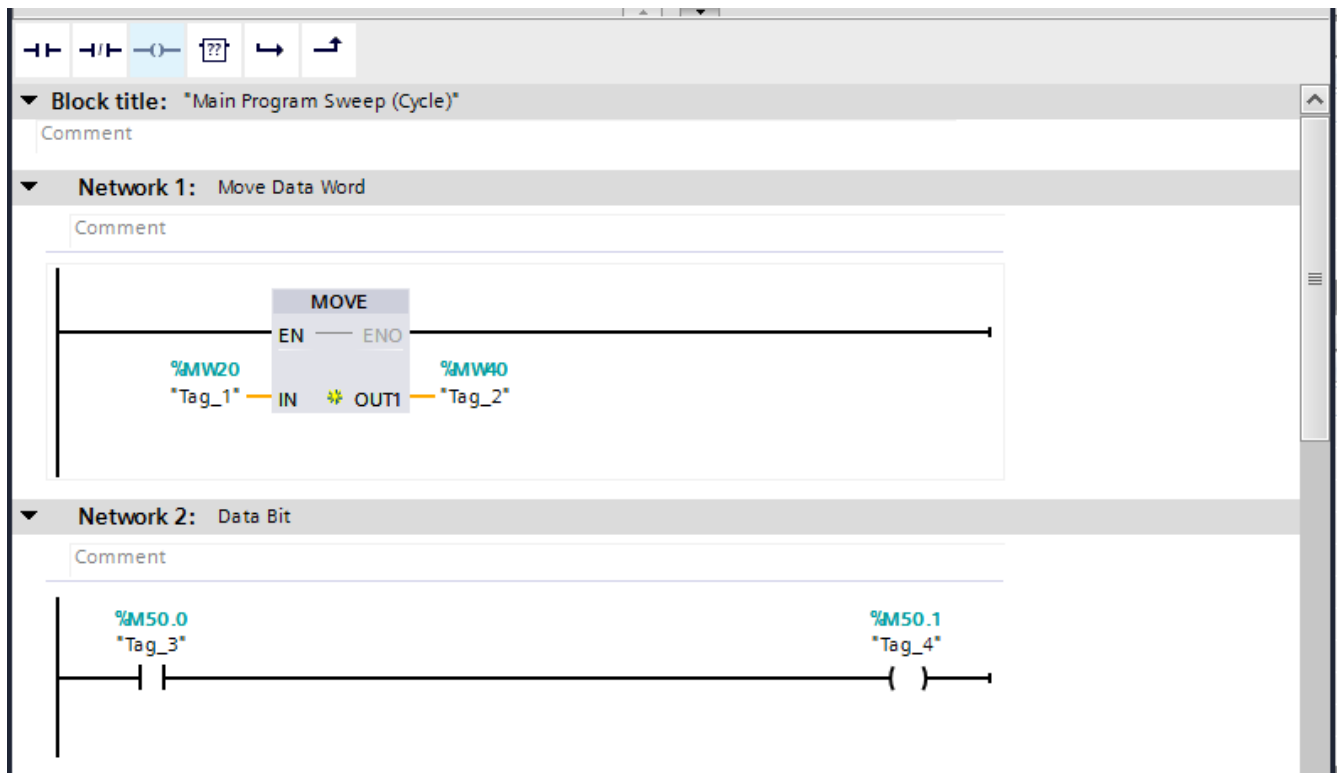 ??
Block title: "Main Program Sweep (Cycle)"
Comment
Network 1: Move Data Word
Comment
MOVE
EN ENO
%MW20 %MW40
"Tag_1" IN OUT1 "Tag_2"
Network 2: Data Bit
Comment
%M50.0 %M50.1
"Tag_3" "Tag_4"